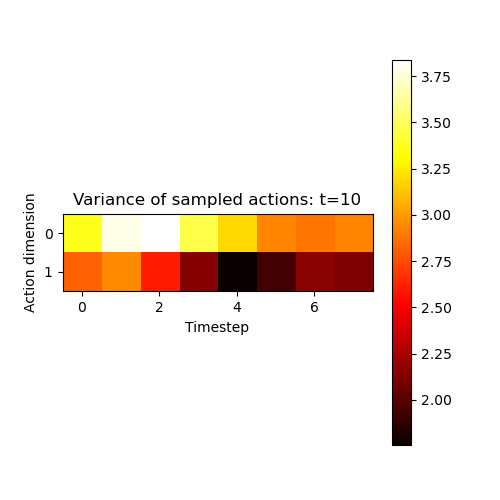 Variance of sampled actions: t=10
Action dimension
0
1
0 2 4 6
Timestep
3.75
3.50
3.25
3.00
2.75
2.50
2.25
2.00